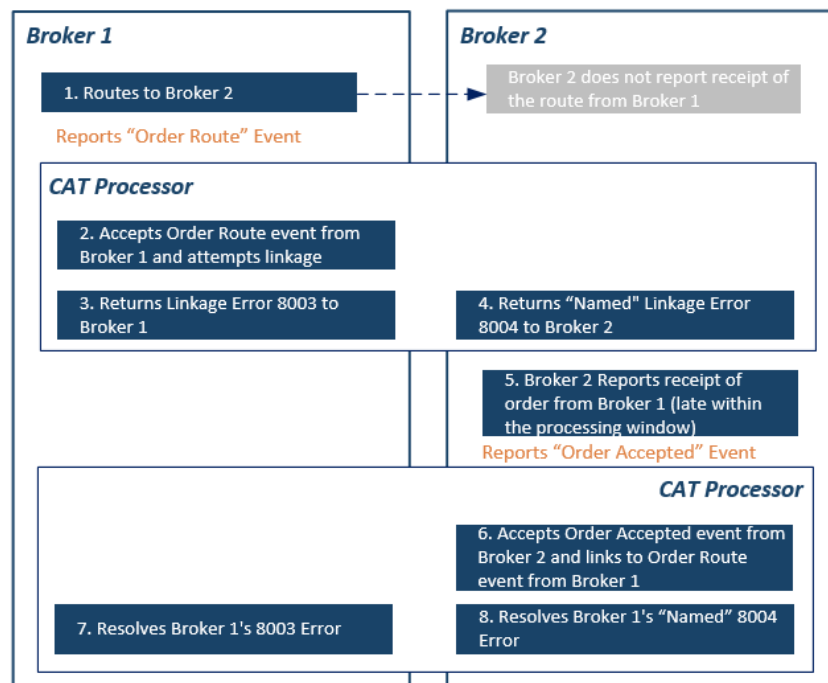 Broker 1
Broker 2
1. Routes to Broker 2
Broker 2 does not report receipt of
the route from Broker 1
Reports “Order Route” Event
CAT Processor
2. Accepts Order Route event from
Broker 1 and attempts linkage
3. Returns Linkage Error 8003 to
Broker 1
4. Returns “Named" Linkage Error
8004 to Broker 2
5. Broker 2 Reports receipt of
order from Broker 1 (late within
the processing window)
Reports “Order Accepted” Event
CAT Processor
6. Accepts Order Accepted event from
Broker 2 and links to Order Route
event from Broker 1
7. Resolves Broker 1's 8003 Error
8. Resolves Broker 1's “Named” 8004
Error